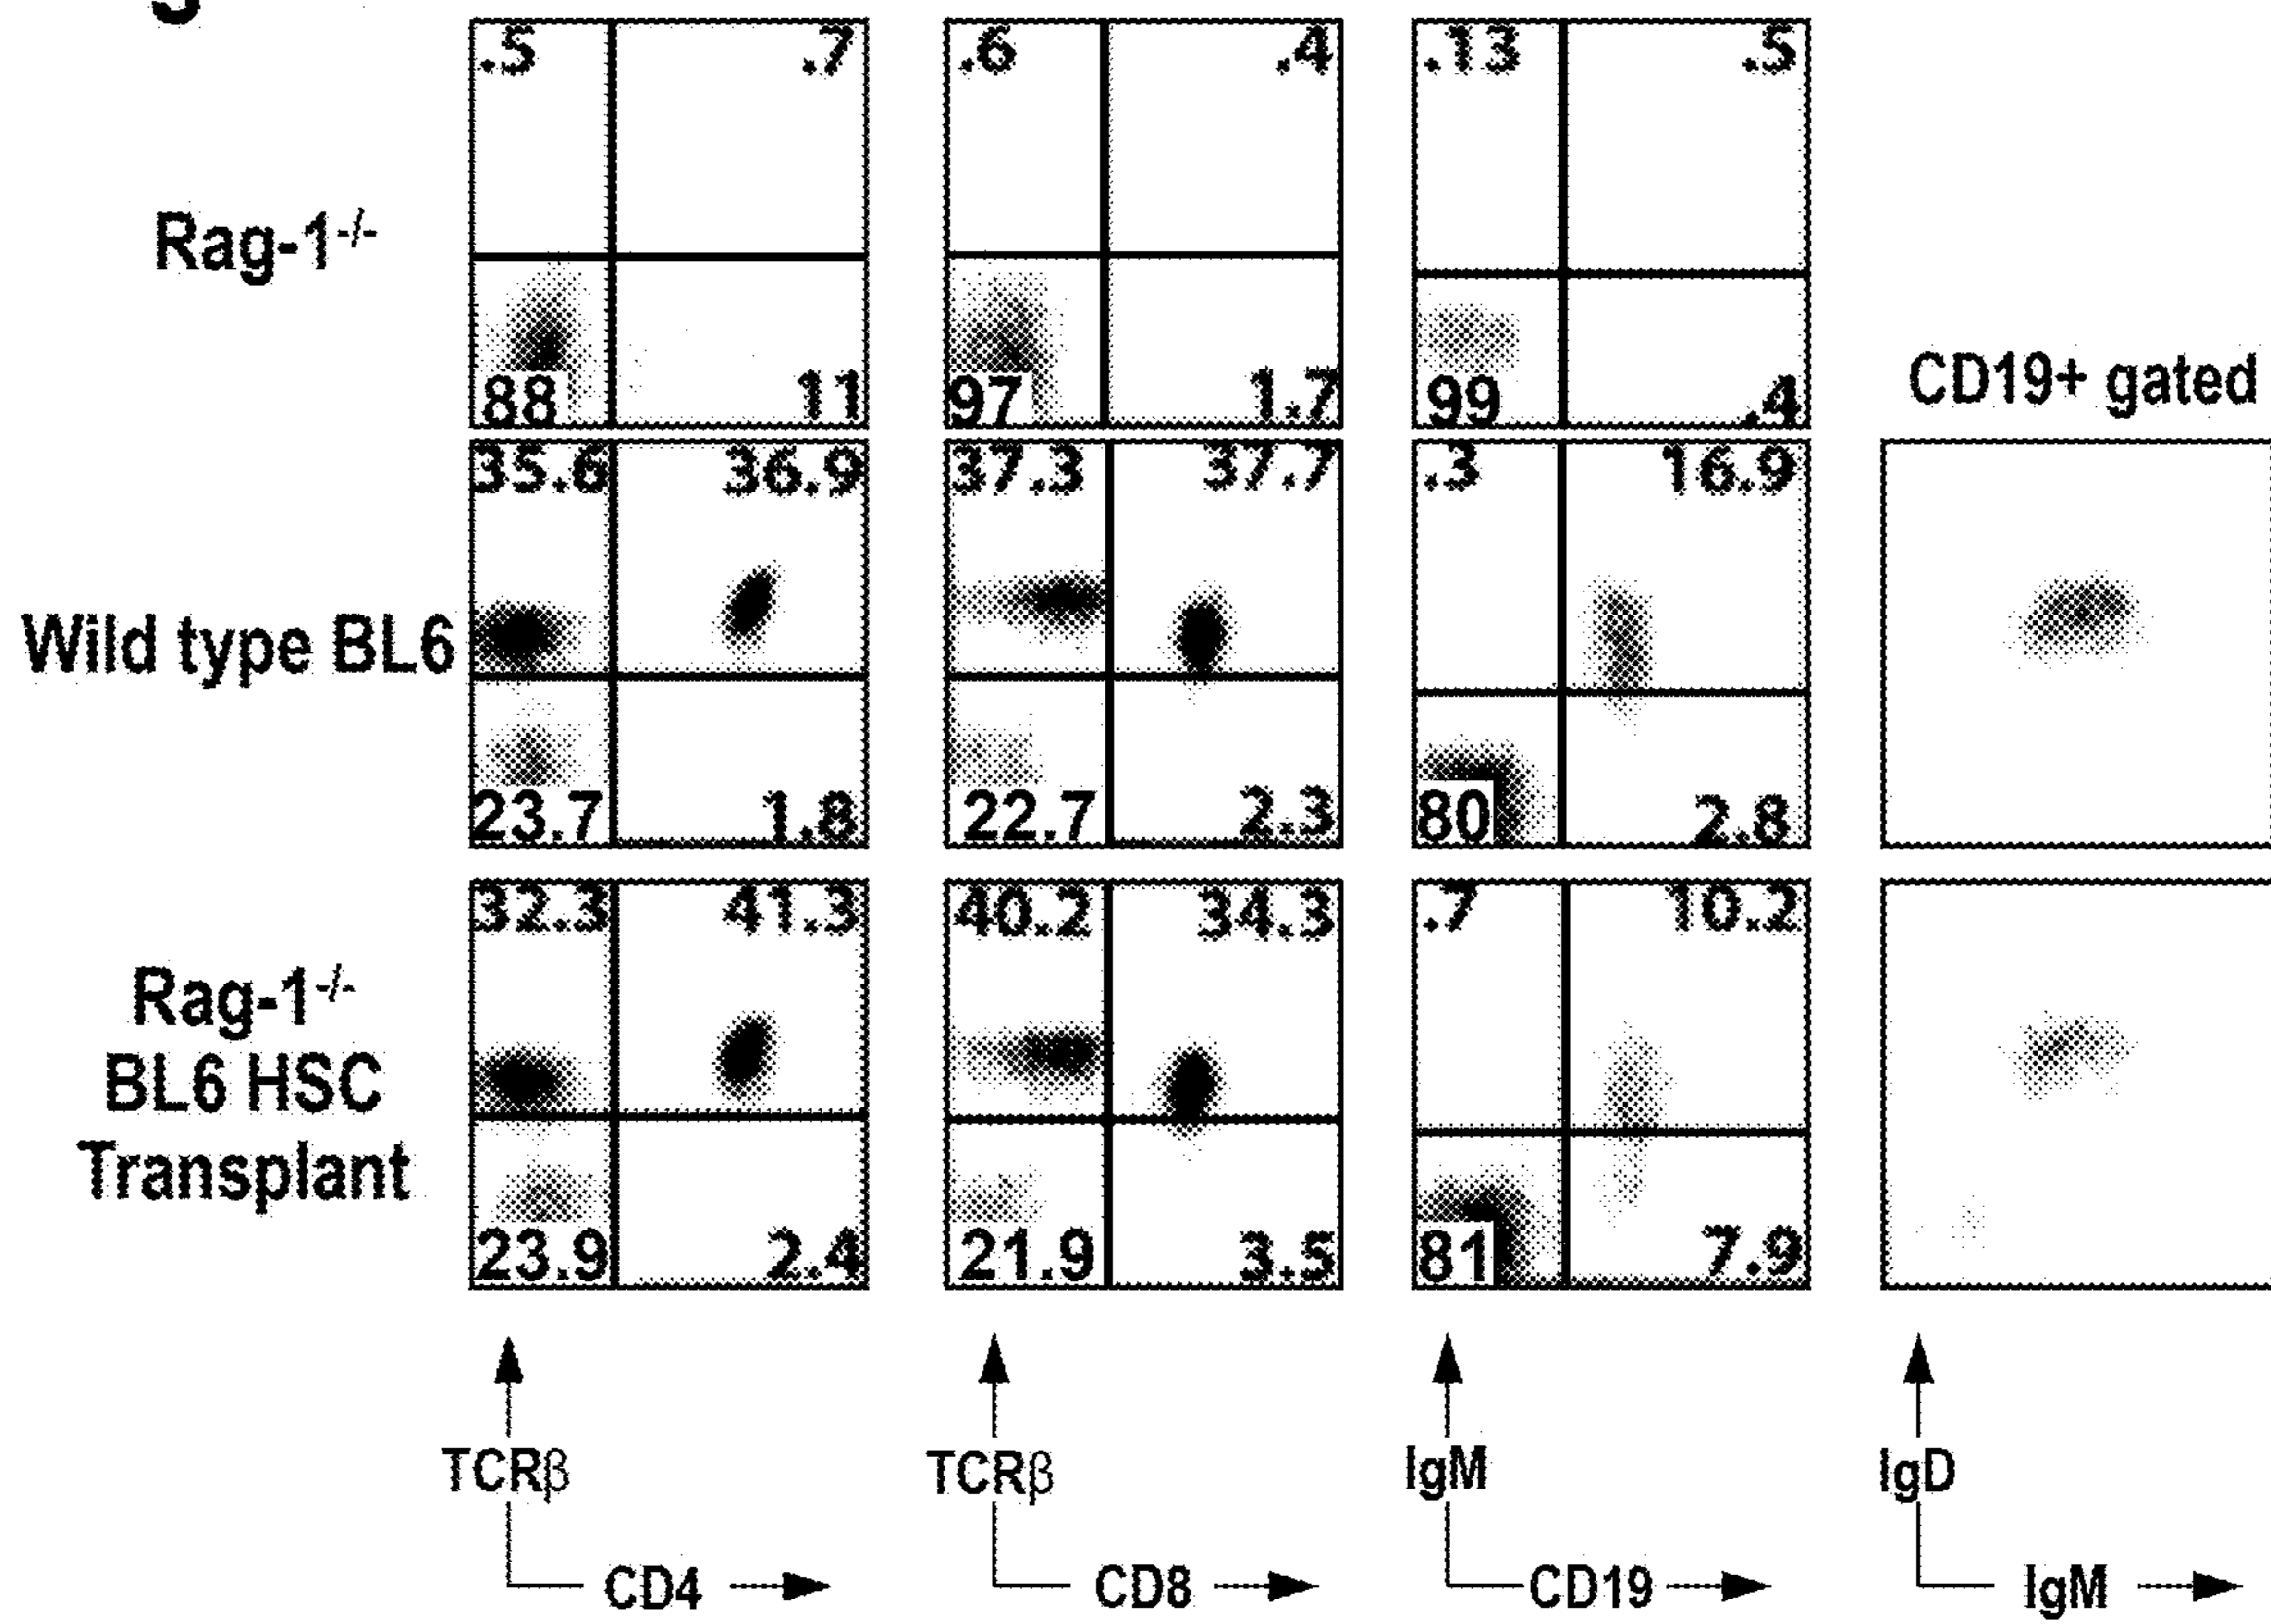 .5 .7 .6 .4 .13 .5
Rag-1-/-
88 11 97 1.7 99 .4
CD19+ gated
35.6 36.9 37.3 37.7 .3 16.9
Wild type BL6
23.7 1.8 22.7 2.3 80 2.8
32.3 41.3 40.2 34.3 .7 10.2
Rag-1-/-
BL6 HSC
Transplant
23.9 2.4 21.9 3.5 81 7.9
TCRβ TCRβ IgM IgD
CD4 CD8 CD19 IgM